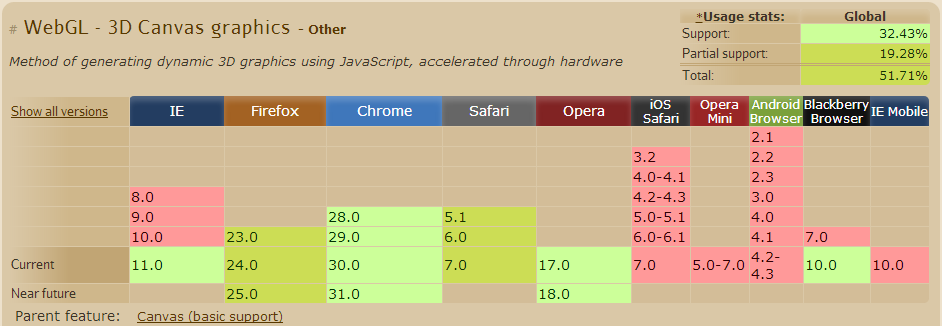 # WebGL - 3D Canvas graphics - Other
*Usage stats: Global
Support: 32.43%
Partial support: 19.28%
Total: 51.71%
Method of generating dynamic 3D graphics using JavaScript, accelerated through hardware
Show all versions IE Firefox Chrome Safari Opera iOS Safari Opera Mini Android Browser Blackberry Browser IE Mobile
2.1
3.2 2.2
4.0-4.1 2.3
8.0 4.2-4.3 3.0
9.0 28.0 5.1 5.0-5.1 4.0
10.0 23.0 29.0 6.0 6.0-6.1 4.1 7.0
Current 11.0 24.0 30.0 7.0 17.0 7.0 5.0-7.0 4.2-4.3 10.0 10.0
Near future 25.0 31.0 18.0
Parent feature: Canvas (basic support)